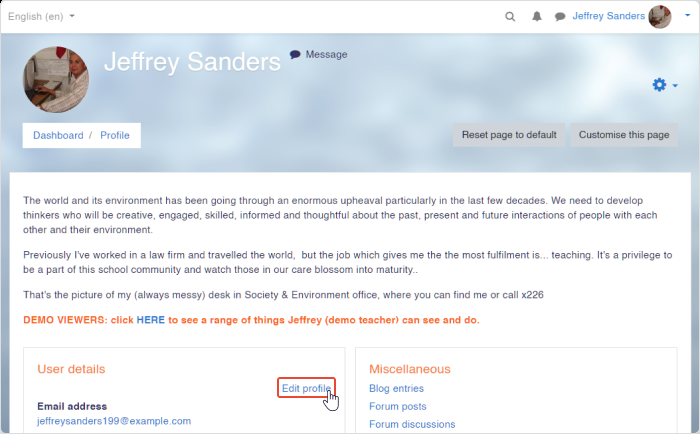 English (en)
Jeffrey Sanders
Jeffrey Sanders
Message
Dashboard / Profile
Reset page to default
Customise this page
The world and its environment has been going through an enormous upheaval particularly in the last few decades. We need to develop
thinkers who will be creative, engaged, skilled, informed and thoughtful about the past, present and future interactions of people with each
other and their environment.
Previously I've worked in a law firm and travelled the world, but the job which gives me the the most fulfilment is... teaching. It's a privilege to
be a part of this school community and watch those in our care blossom into maturity..
That's the picture of my (always messy) desk in Society & Environment office, where you can find me or call x226
DEMO VIEWERS: click HERE to see a range of things Jeffrey (demo teacher) can see and do.
User details
Edit profile
Email address
jeffreysanders199@example.com
Miscellaneous
Blog entries
Forum posts
Forum discussions